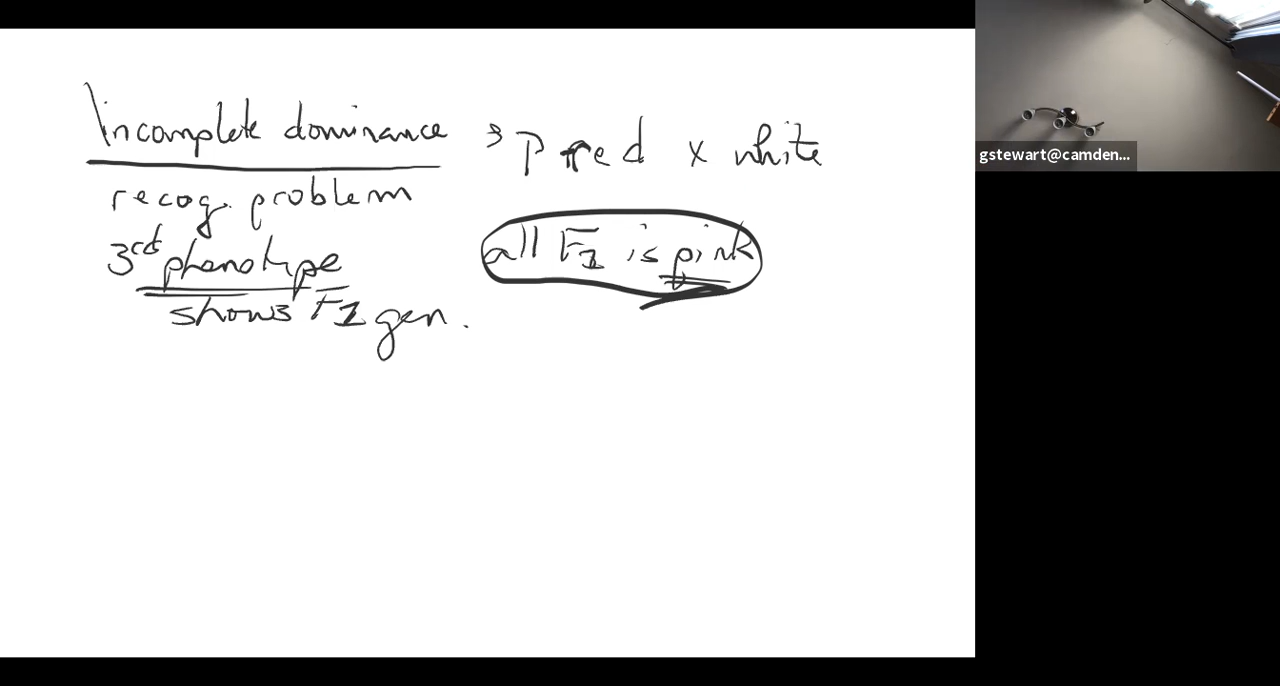 Incomplete dominance
recog. problem
3rd phenotype
shows F1 gen.
P red x white
all F1 is pink
gstewart@camden...